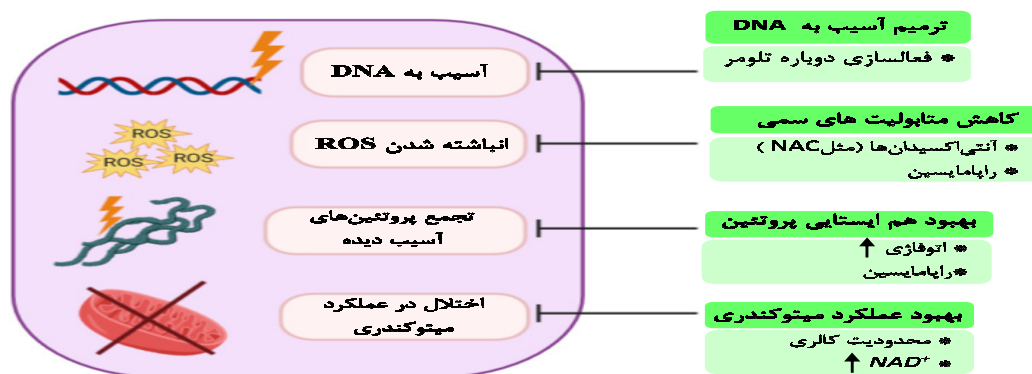 آسیب به DNA
ترمیم آسیب به DNA
* فعالسازی دوباره تلومر
ROS
ROS
ROS
انباشته شدن ROS
کاهش متابولیت های سمی
* آنتی‌اکسیدان‌ها (مثل NAC )
* راپامایسین
تجمع پروتئین‌های
آسیب دیده
بهبود هم ایستایی پروتئین
* اتوفاژی ↑
*راپامایسین
اختلال در عملکرد
میتوکندری
بهبود عملکرد میتوکندری
* محدودیت کالری
* NAD⁺ ↑